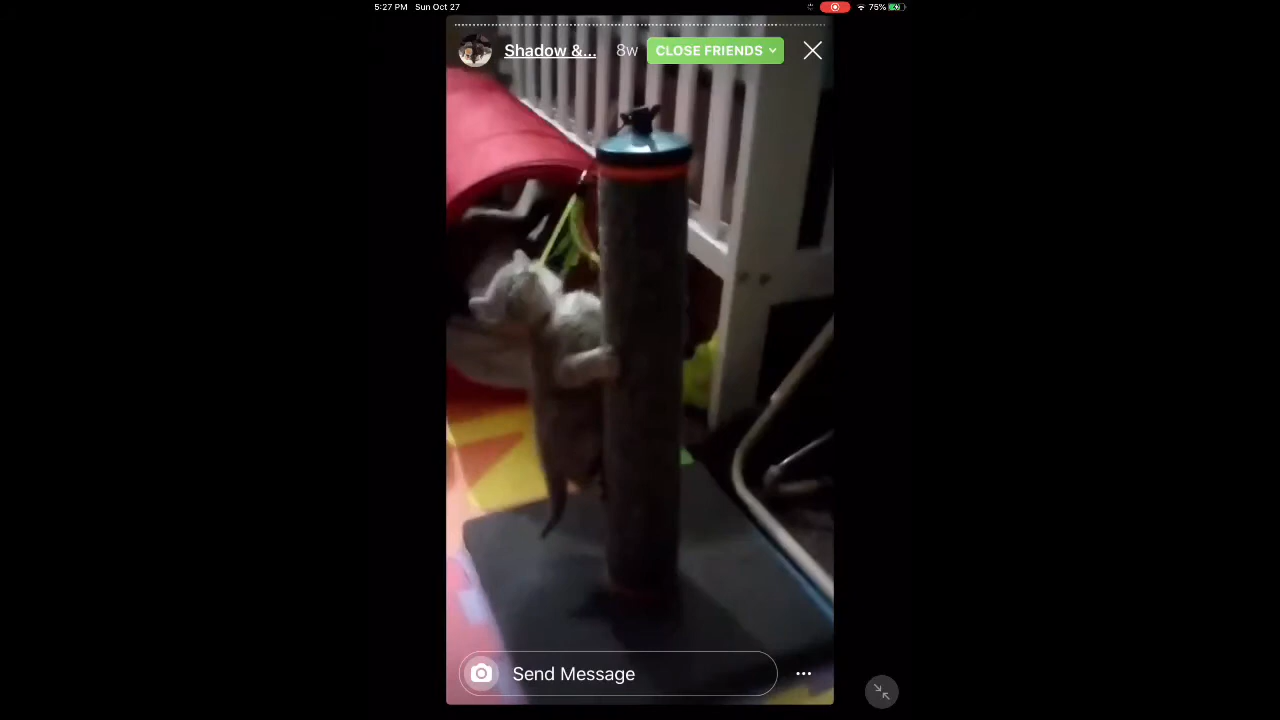 5:27 PM Sun Oct 27
75%
Shadow &... 8w CLOSE FRIENDS
Send Message